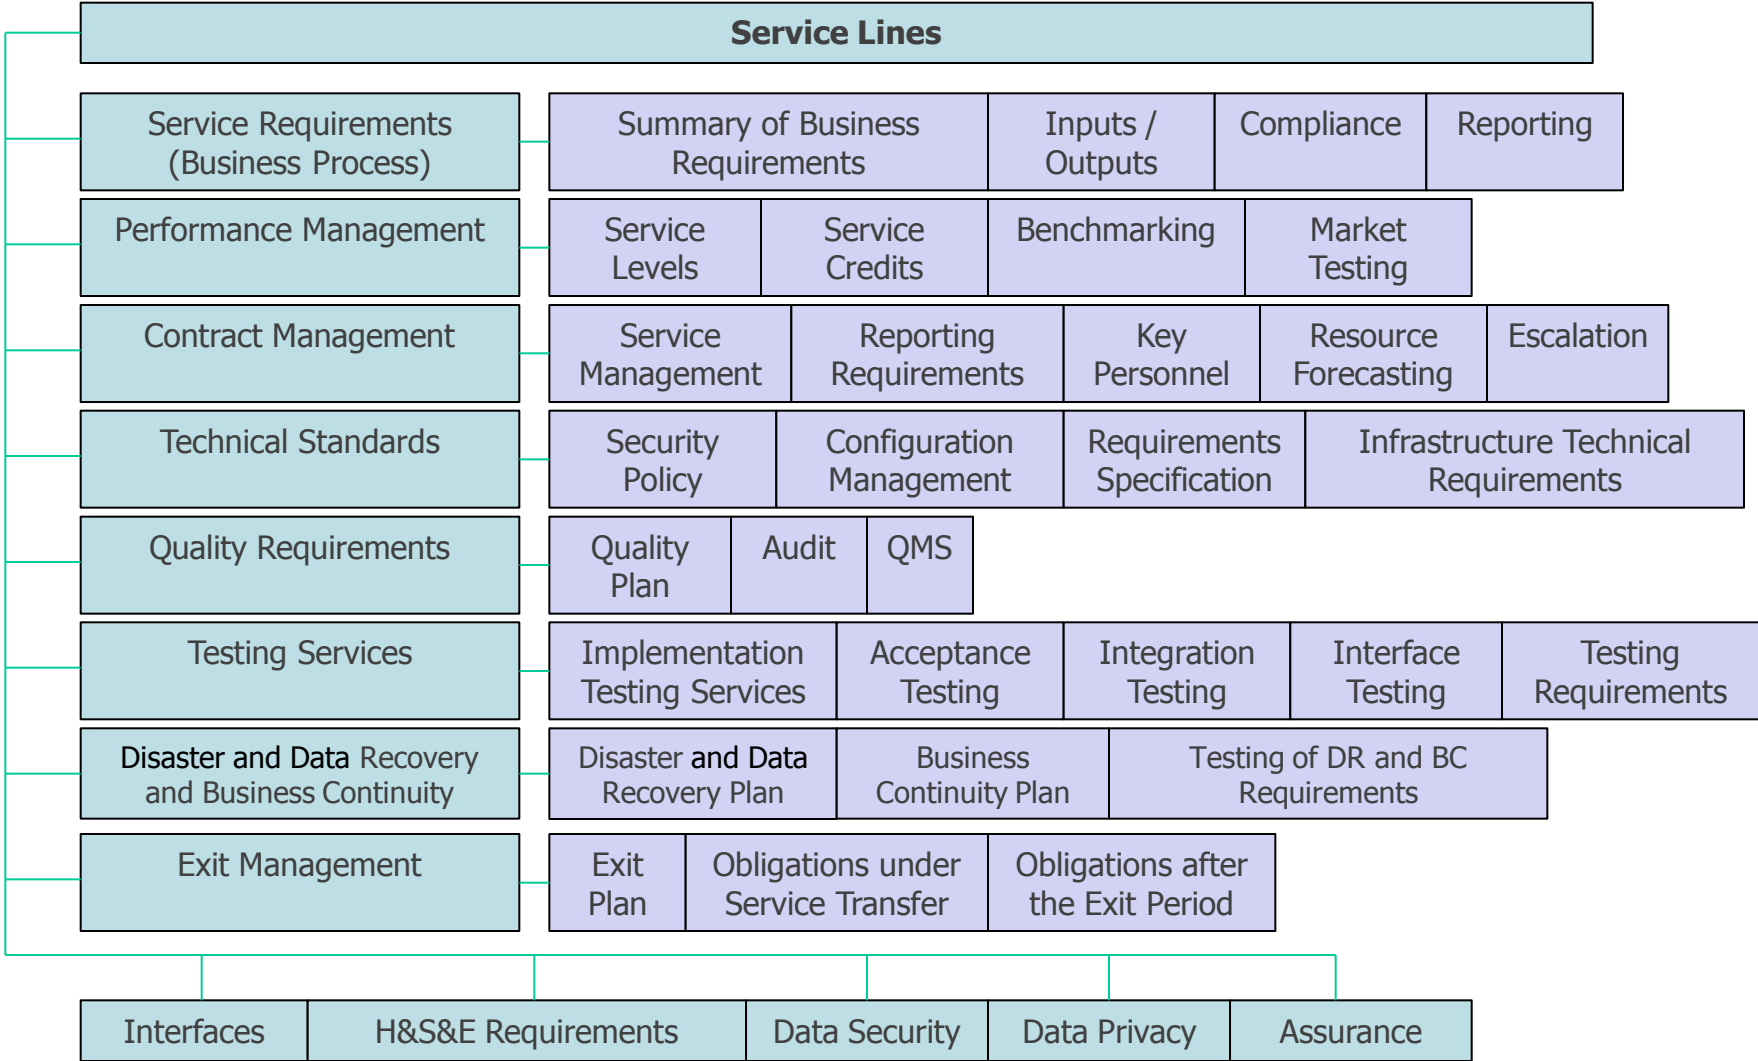 Service Lines
Service Requirements
(Business Process)
Summary of Business
Requirements
Inputs /
Outputs
Compliance
Reporting
Performance Management
Service
Levels
Service
Credits
Benchmarking
Market
Testing
Contract Management
Service
Management
Reporting
Requirements
Key
Personnel
Resource
Forecasting
Escalation
Technical Standards
Security
Policy
Configuration
Management
Requirements
Specification
Infrastructure Technical
Requirements
Quality Requirements
Quality
Plan
Audit
QMS
Testing Services
Implementation
Testing Services
Acceptance
Testing
Integration
Testing
Interface
Testing
Testing
Requirements
Disaster and Data Recovery
and Business Continuity
Disaster and Data
Recovery Plan
Business
Continuity Plan
Testing of DR and BC
Requirements
Exit Management
Exit
Plan
Obligations under
Service Transfer
Obligations after
the Exit Period
Interfaces
H&S&E Requirements
Data Security
Data Privacy
Assurance